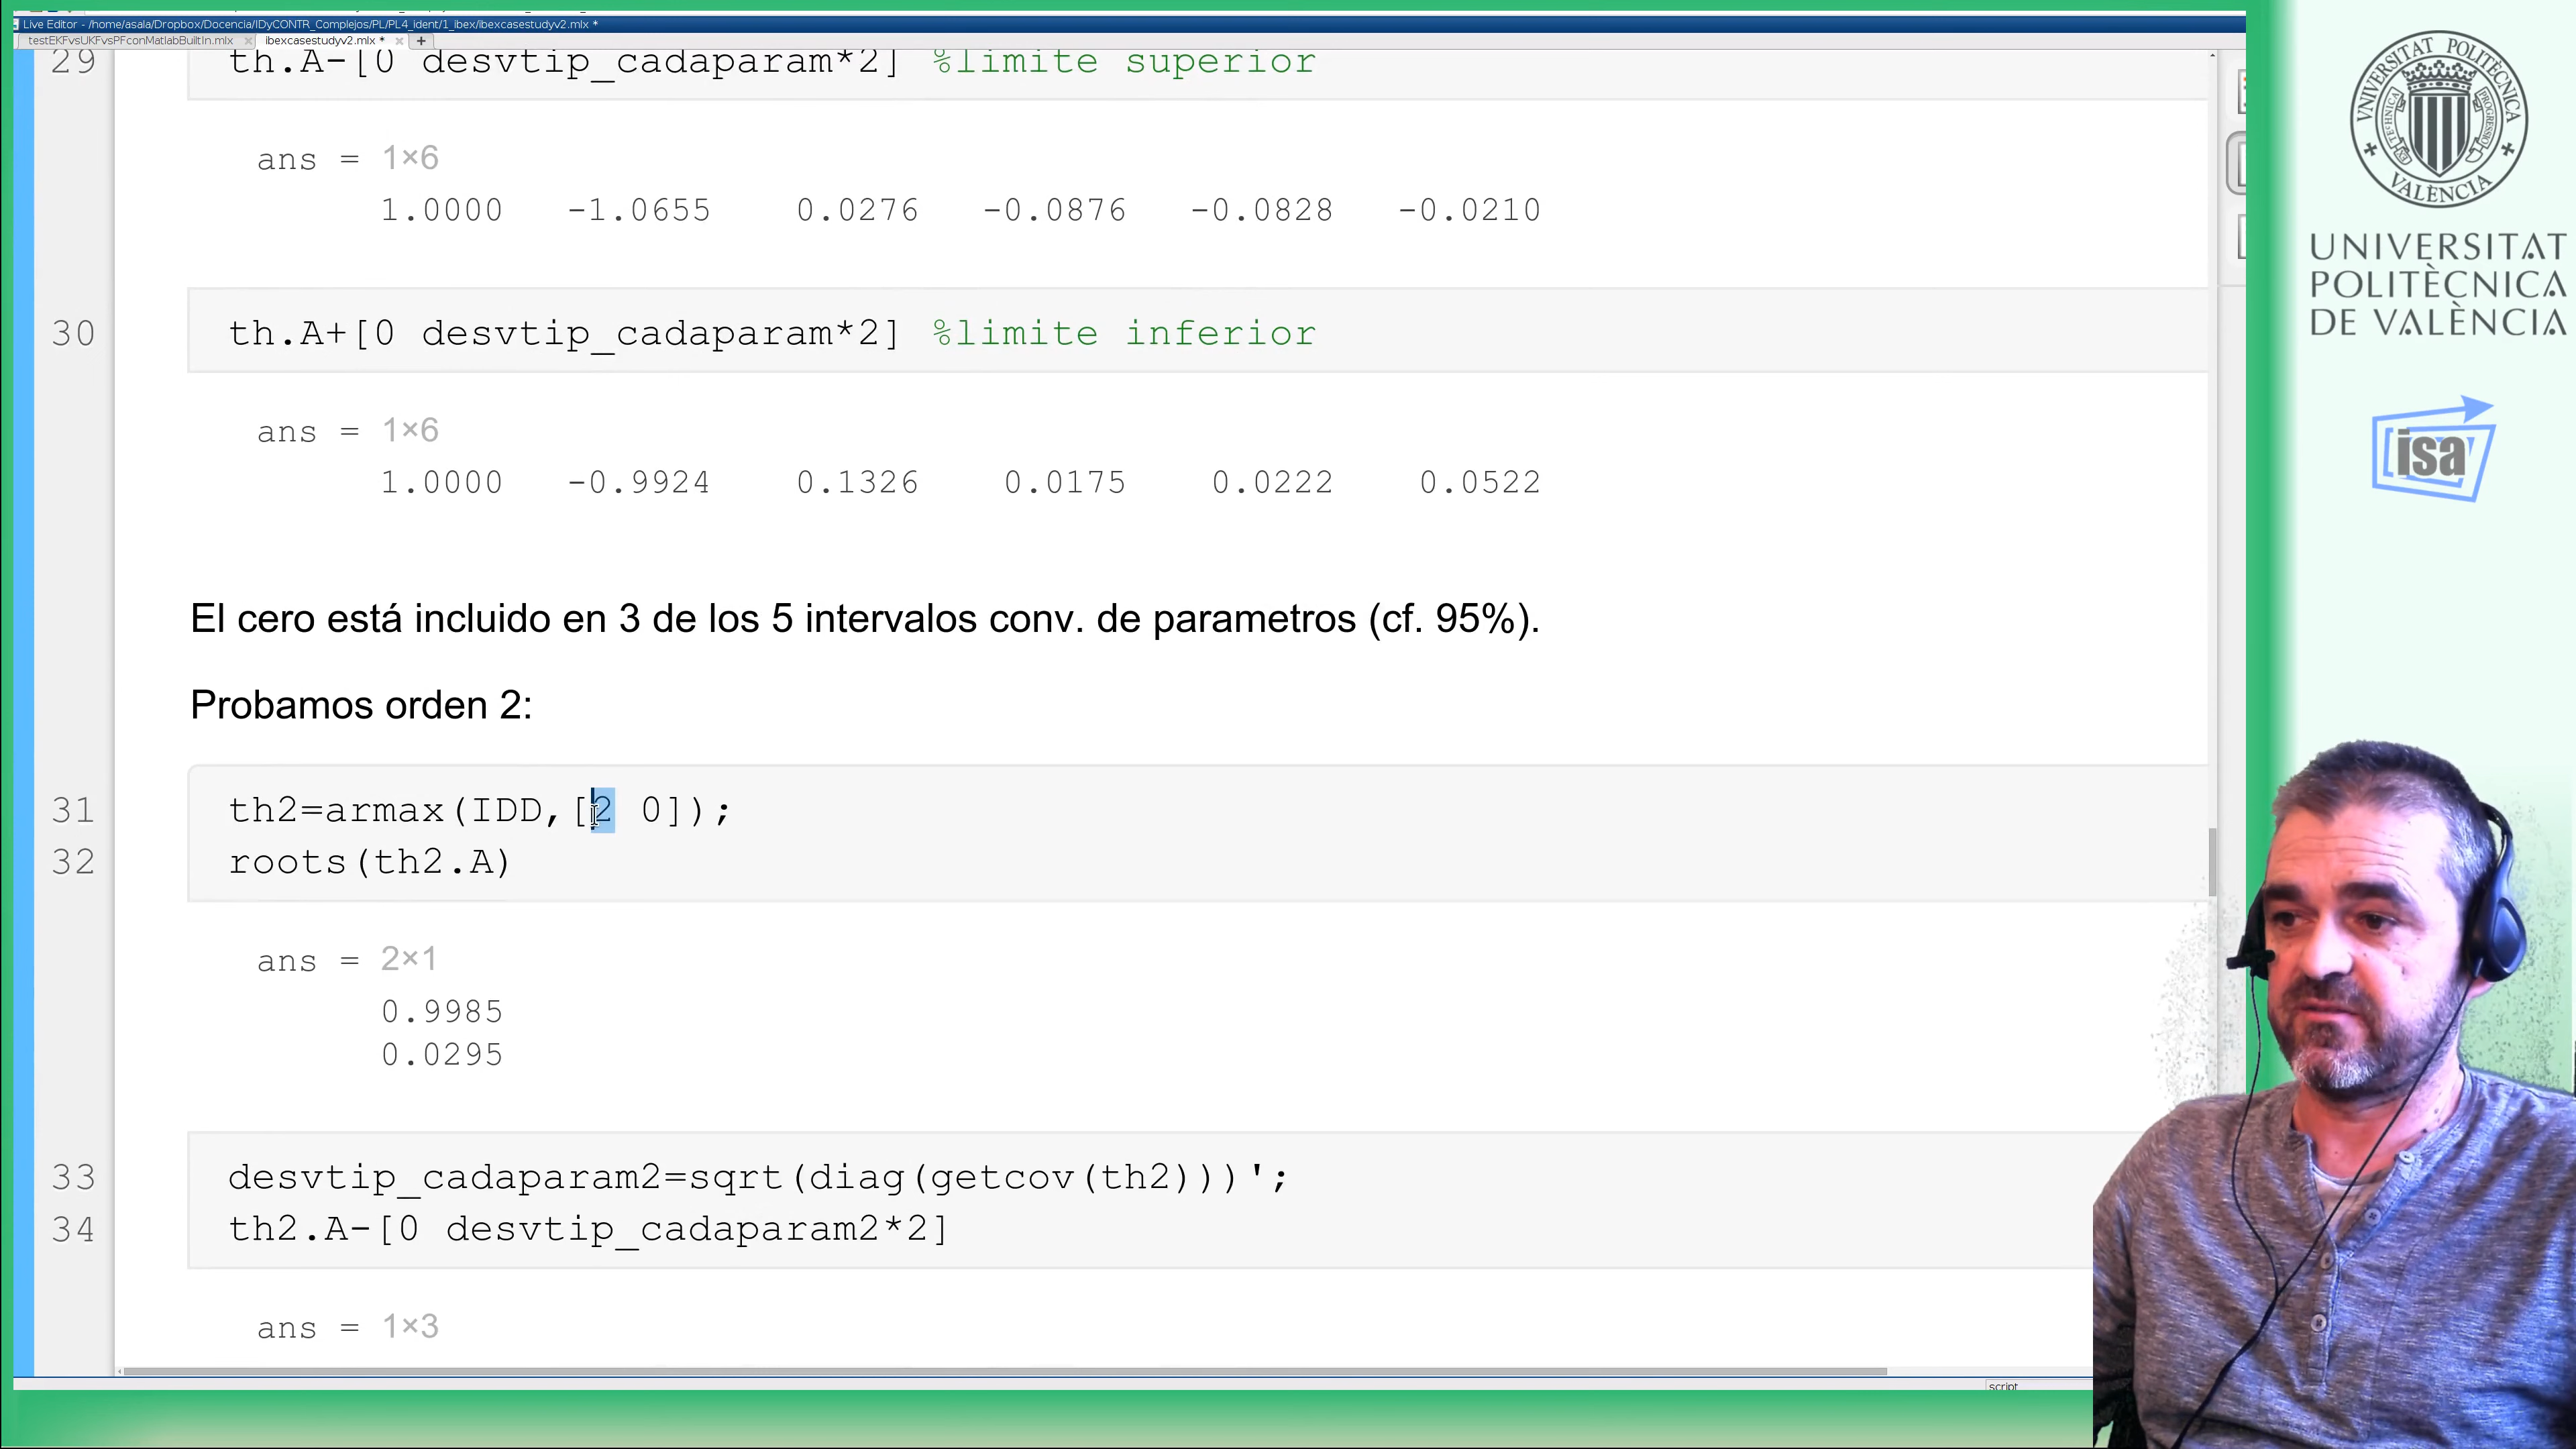 Live Editor - /home/asala/Dropbox/Docencia/IDyCONTR_Complejos/PL/PL4_ident/1_ibex/ibexcasestudyv2.mlx *
testEKFvsUKFvsPFconMatlabBuiltIn.mlx × ibexcasestudyv2.mlx * × +
29 th.A-[0 desvtip_cadaparam*2] %limite superior
ans = 1×6
1.0000 -1.0655 0.0276 -0.0876 -0.0828 -0.0210
30 th.A+[0 desvtip_cadaparam*2] %limite inferior
ans = 1×6
1.0000 -0.9924 0.1326 0.0175 0.0222 0.0522
El cero está incluido en 3 de los 5 intervalos conv. de parametros (cf. 95%).
Probamos orden 2:
31 th2=armax(IDD,[2 0]);
32 roots(th2.A)
ans = 2×1
0.9985
0.0295
33 desvtip_cadaparam2=sqrt(diag(getcov(th2)))';
34 th2.A-[0 desvtip_cadaparam2*2]
ans = 1×3
script
UNIVERSITAT POLITÈCNICA
VALÈNCIA
UNIVERSITAT
POLITÈCNICA
DE VALÈNCIA
isa